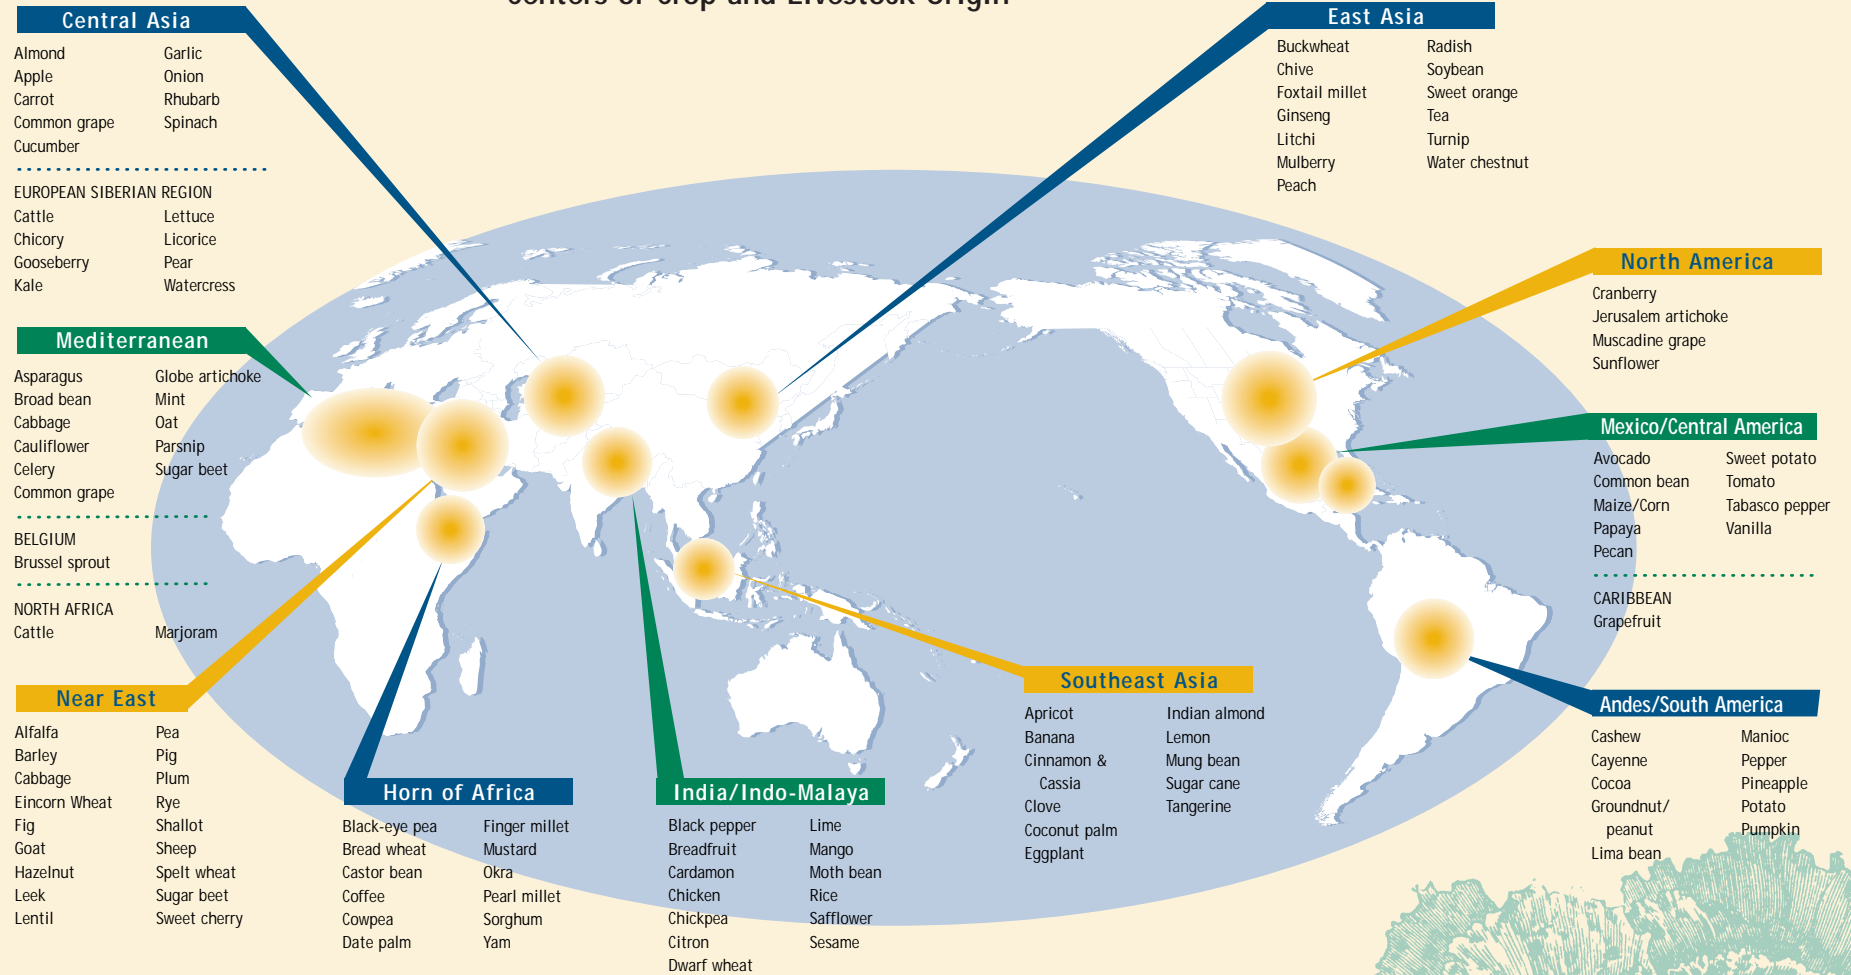 Centers of Crop and Livestock Origin
Central Asia
Almond
Apple
Carrot
Common grape
Cucumber
Garlic
Onion
Rhubarb
Spinach
EUROPEAN SIBERIAN REGION
Cattle
Chicory
Gooseberry
Kale
Lettuce
Licorice
Pear
Watercress
Mediterranean
Asparagus
Broad bean
Cabbage
Cauliflower
Celery
Common grape
Globe artichoke
Mint
Oat
Parsnip
Sugar beet
BELGIUM
Brussel sprout
NORTH AFRICA
Cattle
Marjoram
Near East
Alfalfa
Barley
Cabbage
Eincorn Wheat
Fig
Goat
Hazelnut
Leek
Lentil
Pea
Pig
Plum
Rye
Shallot
Sheep
Spelt wheat
Sugar beet
Sweet cherry
Horn of Africa
Black-eye pea
Bread wheat
Castor bean
Coffee
Cowpea
Date palm
Finger millet
Mustard
Okra
Pearl millet
Sorghum
Yam
India/Indo-Malaya
Black pepper
Breadfruit
Cardamon
Chicken
Chickpea
Citron
Dwarf wheat
Lime
Mango
Moth bean
Rice
Safflower
Sesame
Southeast Asia
Apricot
Banana
Cinnamon &
Cassia
Clove
Coconut palm
Eggplant
Indian almond
Lemon
Mung bean
Sugar cane
Tangerine
East Asia
Buckwheat
Chive
Foxtail millet
Ginseng
Litchi
Mulberry
Peach
Radish
Soybean
Sweet orange
Tea
Turnip
Water chestnut
North America
Cranberry
Jerusalem artichoke
Muscadine grape
Sunflower
Mexico/Central America
Avocado
Common bean
Maize/Corn
Papaya
Pecan
Sweet potato
Tomato
Tabasco pepper
Vanilla
CARIBBEAN
Grapefruit
Andes/South America
Cashew
Cayenne
Cocoa
Groundnut/
peanut
Lima bean
Manioc
Pepper
Pineapple
Potato
Pumpkin